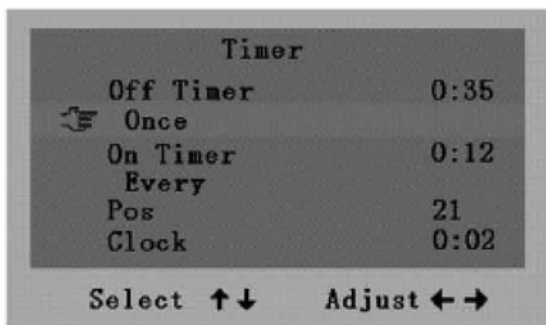 Timer
Off Timer 0:35
Once
On Timer 0:12
Every
Pos 21
Clock 0:02
Select ↑↓ Adjust ←→